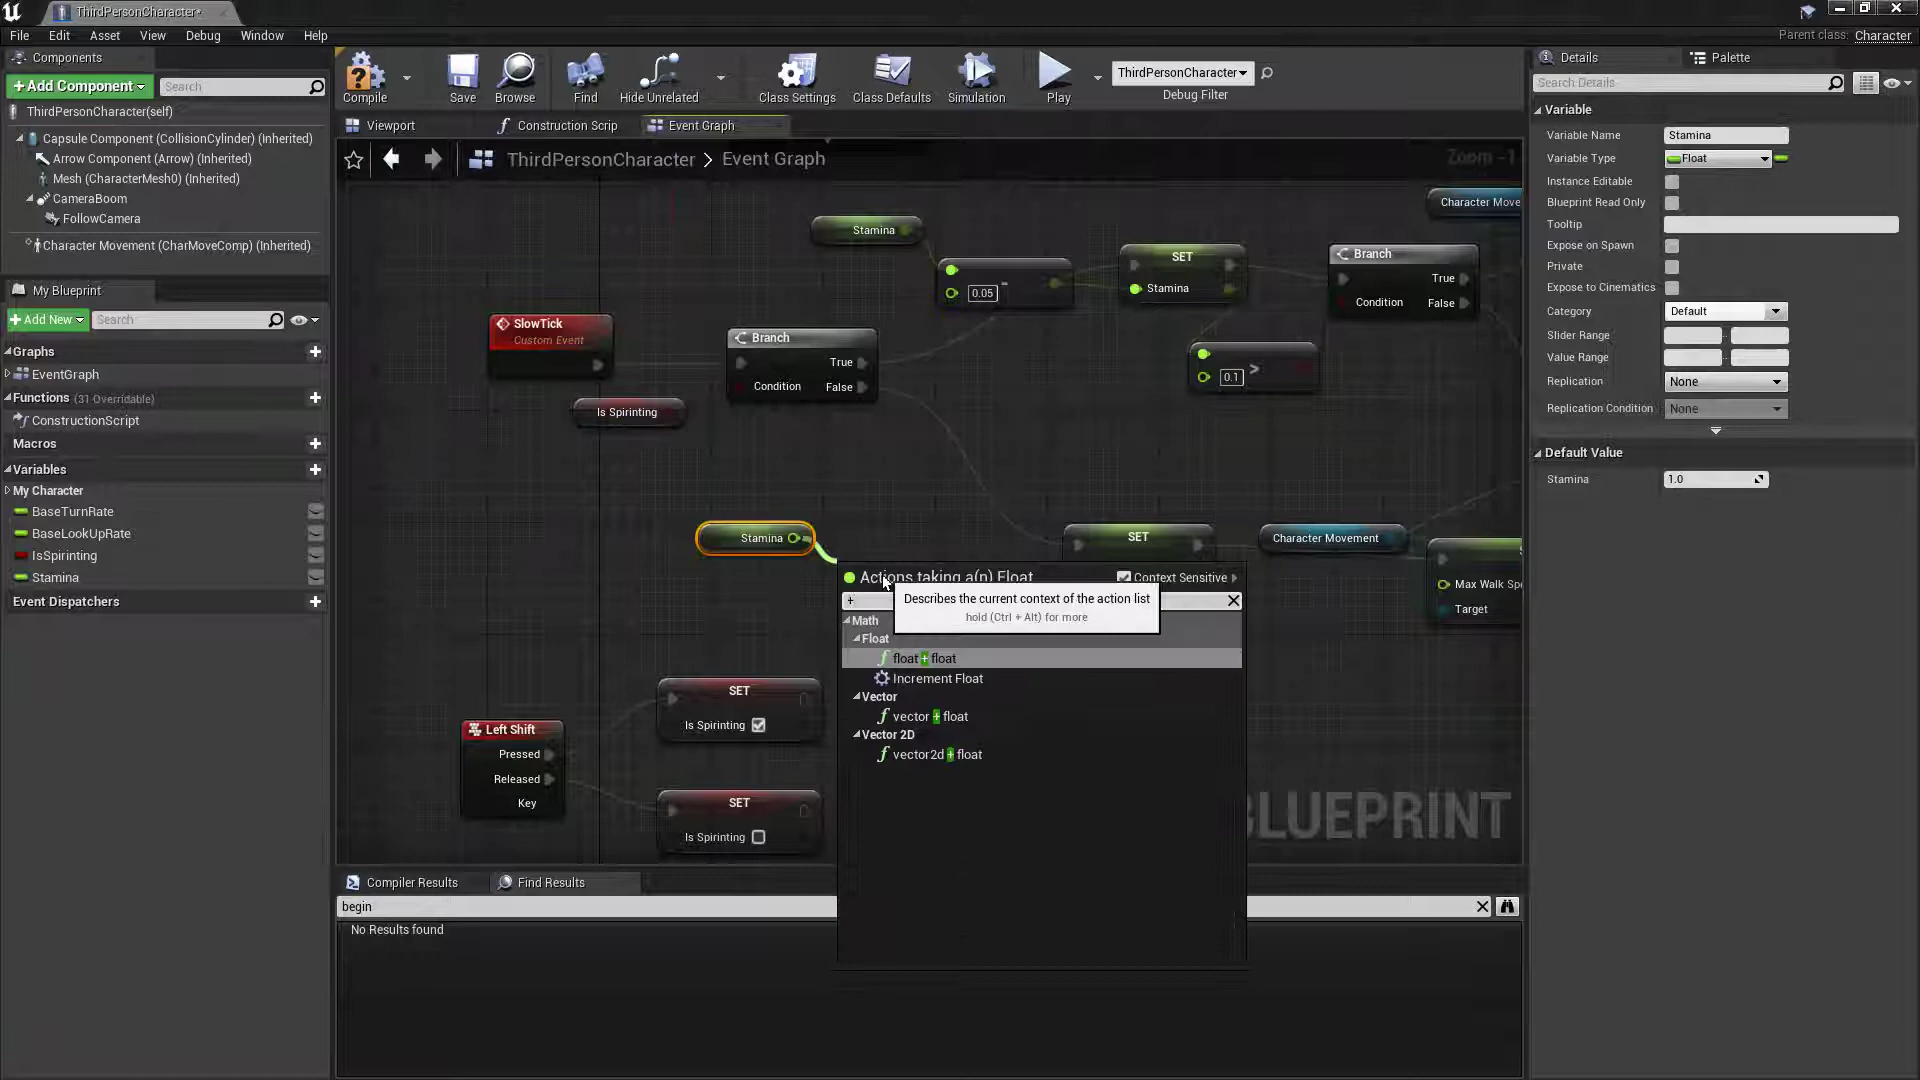 ThirdPersonCharacter*
File Edit Asset View Debug Window Help
Parent class: Character
Components
+Add Component
Search
ThirdPersonCharacter(self)
Capsule Component (CollisionCylinder) (Inherited)
Arrow Component (Arrow) (Inherited)
Mesh (CharacterMesh0) (Inherited)
CameraBoom
FollowCamera
Character Movement (CharMoveComp) (Inherited)
My Blueprint
+Add New
Search
Graphs
EventGraph
Functions (31 Overridable)
ConstructionScript
Macros
Variables
My Character
BaseTurnRate
BaseLookUpRate
IsSpirinting
Stamina
Event Dispatchers
Compile Save Browse Find Hide Unrelated Class Settings Class Defaults Simulation Play
ThirdPersonCharacter
Debug Filter
Viewport Construction Scrip Event Graph
ThirdPersonCharacter > Event Graph
Zoom -1
Character Move
Stamina
0.05
-
SET
Stamina
Branch
True
Condition False
SlowTick
Custom Event
Branch
True
Condition False
0.1
>
Is Spirinting
Stamina
SET
Character Movement
S
Max Walk Spe
Target
Actions taking a(n) Float
Context Sensitive
+
Describes the current context of the action list
hold (Ctrl + Alt) for more
Math
Float
float + float
Increment Float
Vector
vector + float
Vector 2D
vector2d + float
SET
Is Spirinting
Left Shift
Pressed
Released
Key
SET
Is Spirinting
BLUEPRINT
Compiler Results Find Results
begin
No Results found
Details Palette
Search Details
Variable
Variable Name Stamina
Variable Type Float
Instance Editable
Blueprint Read Only
Tooltip
Expose on Spawn
Private
Expose to Cinematics
Category Default
Slider Range
Value Range
Replication None
Replication Condition None
Default Value
Stamina 1.0